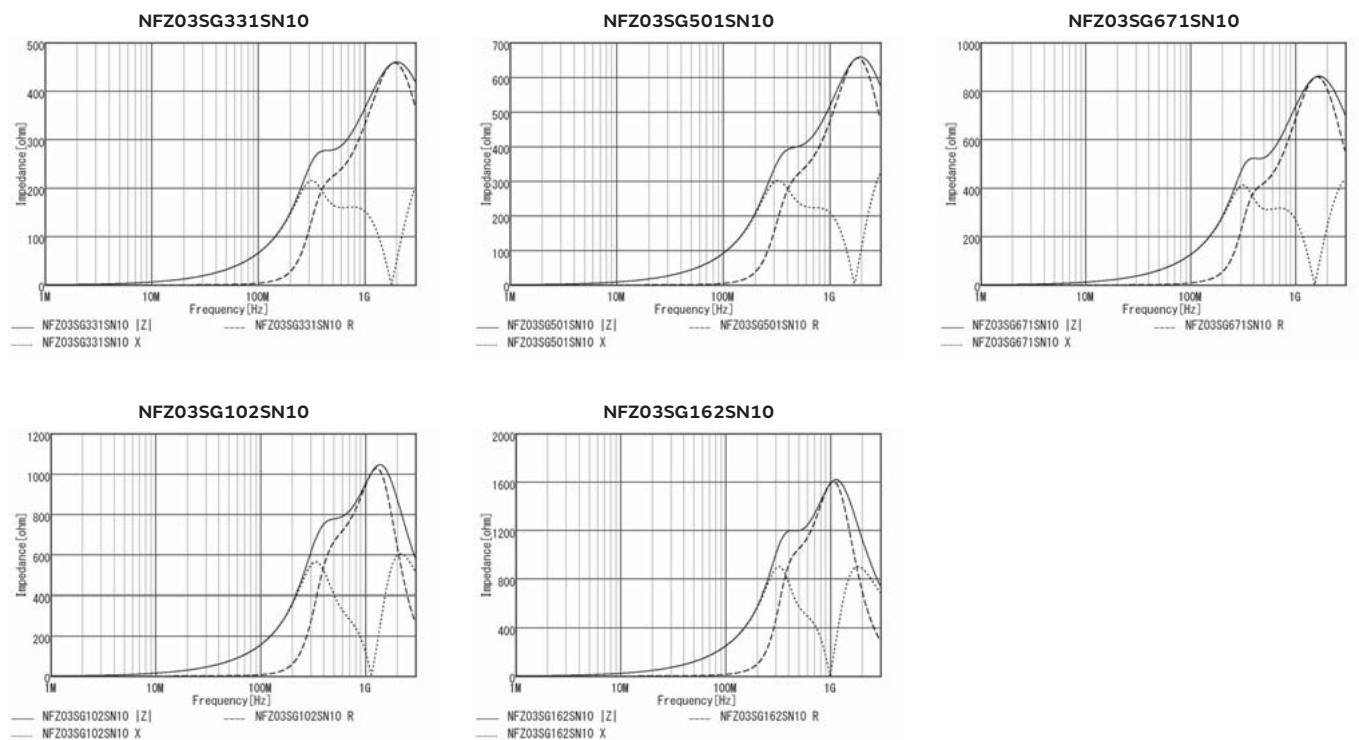 NFZ03SG331SN10
500
400
300
200
100
0
Impedance[ohm]
1M 10M 100M 1G
Frequency[Hz]
NFZ03SG331SN10 |Z| NFZ03SG331SN10 R
NFZ03SG331SN10 X
NFZ03SG501SN10
700
600
500
400
300
200
100
0
Impedance[ohm]
1M 10M 100M 1G
Frequency[Hz]
NFZ03SG501SN10 |Z| NFZ03SG501SN10 R
NFZ03SG501SN10 X
NFZ03SG671SN10
1000
800
600
400
200
0
Impedance[ohm]
1M 10M 100M 1G
Frequency[Hz]
NFZ03SG671SN10 |Z| NFZ03SG671SN10 R
NFZ03SG671SN10 X
NFZ03SG102SN10
1200
1000
800
600
400
200
0
Impedance[ohm]
1M 10M 100M 1G
Frequency[Hz]
NFZ03SG102SN10 |Z| NFZ03SG102SN10 R
NFZ03SG102SN10 X
NFZ03SG162SN10
2000
1600
1200
800
400
0
Impedance[ohm]
1M 10M 100M 1G
Frequency[Hz]
NFZ03SG162SN10 |Z| NFZ03SG162SN10 R
NFZ03SG162SN10 X